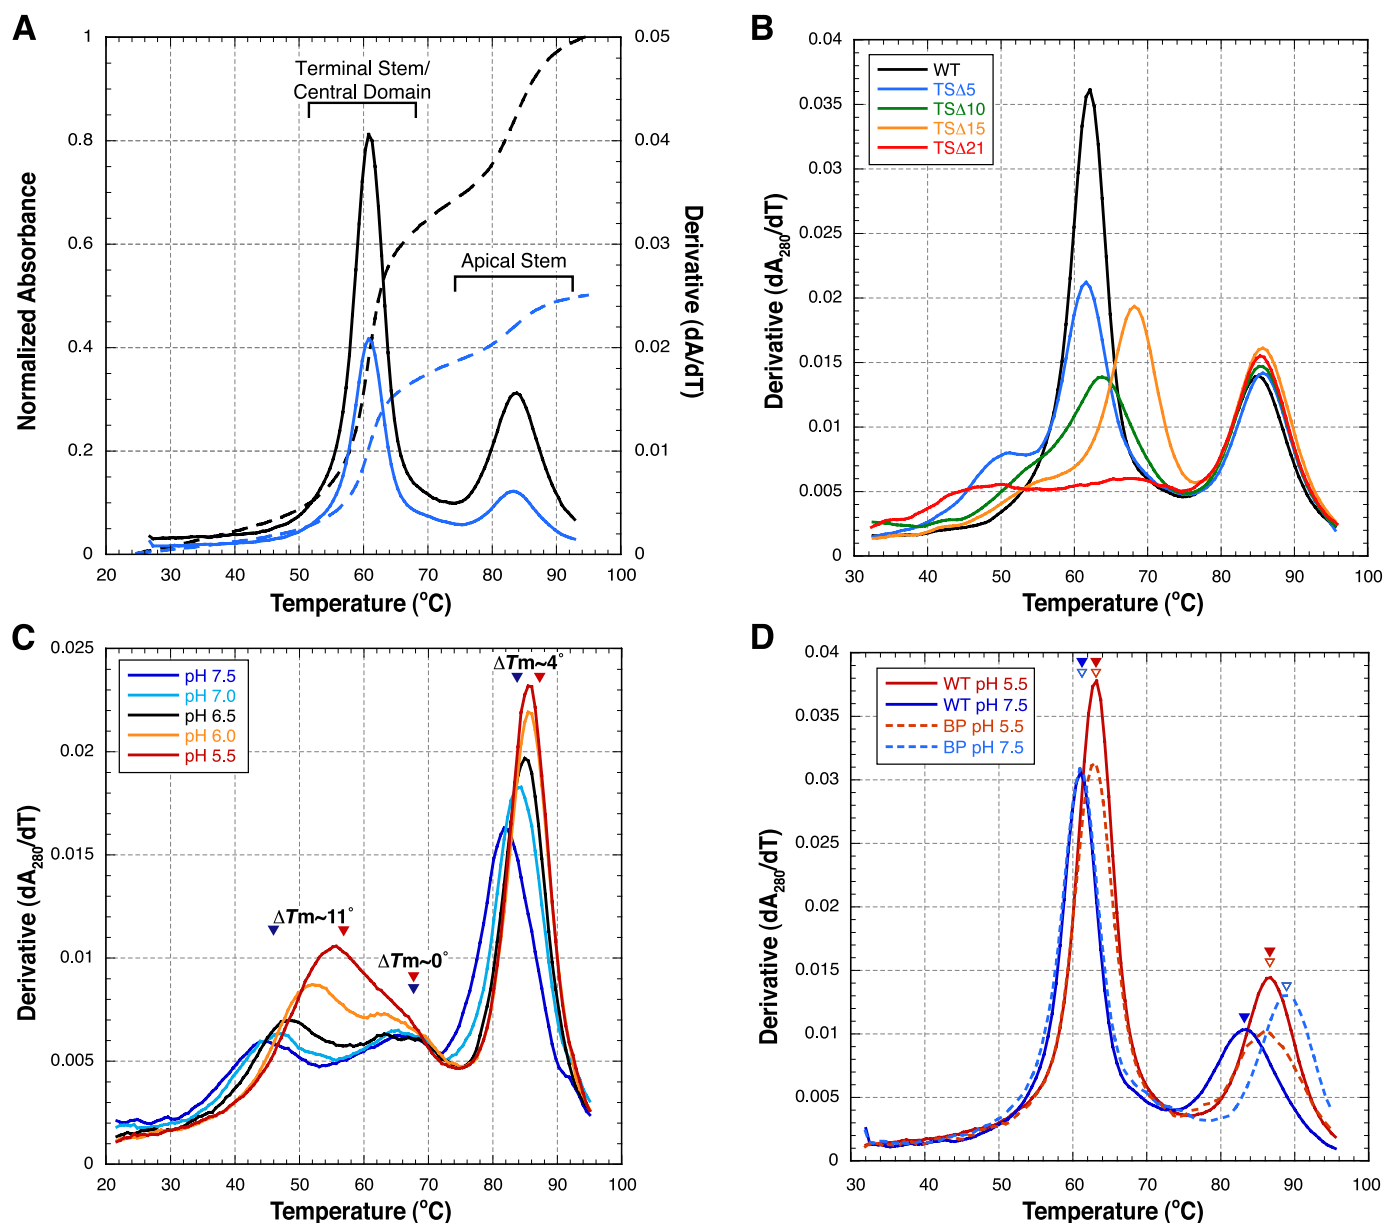 A
Normalized Absorbance
1
0.8
0.6
0.4
0.2
0
0.05
0.04
0.03
0.02
0.01
0
Derivative (dA/dT)
Terminal Stem/
Central Domain
Apical Stem
20 30 40 50 60 70 80 90 100
Temperature (°C)
B
Derivative (dA280/dT)
0.04
0.035
0.03
0.025
0.02
0.015
0.01
0.005
0
WT
TSΔ5
TSΔ10
TSΔ15
TSΔ21
30 40 50 60 70 80 90 100
Temperature (°C)
C
Derivative (dA280/dT)
0.025
0.02
0.015
0.01
0.005
0
pH 7.5
pH 7.0
pH 6.5
pH 6.0
pH 5.5
ΔTm~4°
ΔTm~11°
ΔTm~0°
20 30 40 50 60 70 80 90 100
Temperature (°C)
D
Derivative (dA280/dT)
0.04
0.035
0.03
0.025
0.02
0.015
0.01
0.005
0
WT pH 5.5
WT pH 7.5
BP pH 5.5
BP pH 7.5
30 40 50 60 70 80 90 100
Temperature (°C)